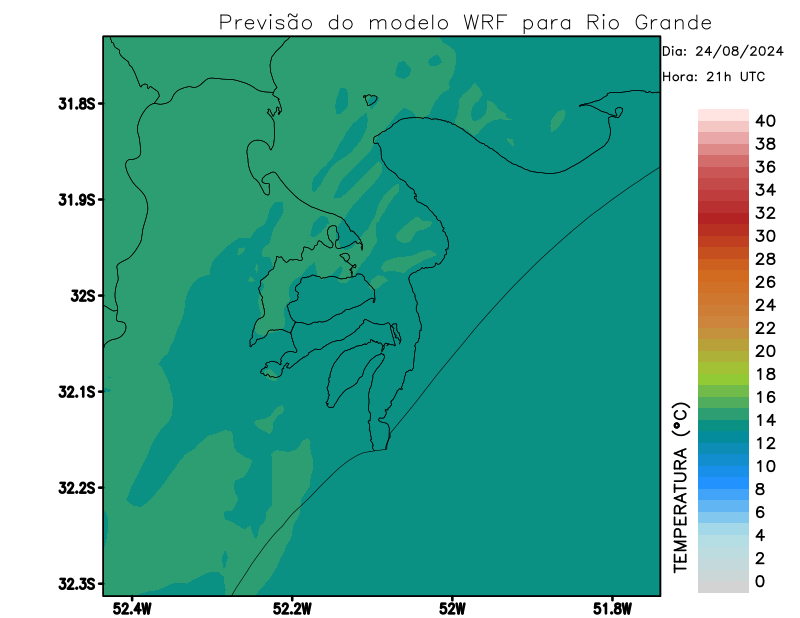 Previsão do modelo WRF para Rio Grande
Dia: 24/08/2024
Hora: 21h UTC
31.8S
31.9S
32S
32.1S
32.2S
32.3S
52.4W
52.2W
52W
51.8W
40
38
36
34
32
30
28
26
24
22
20
18
16
14
12
10
8
6
4
2
0
TEMPERATURA (°C)